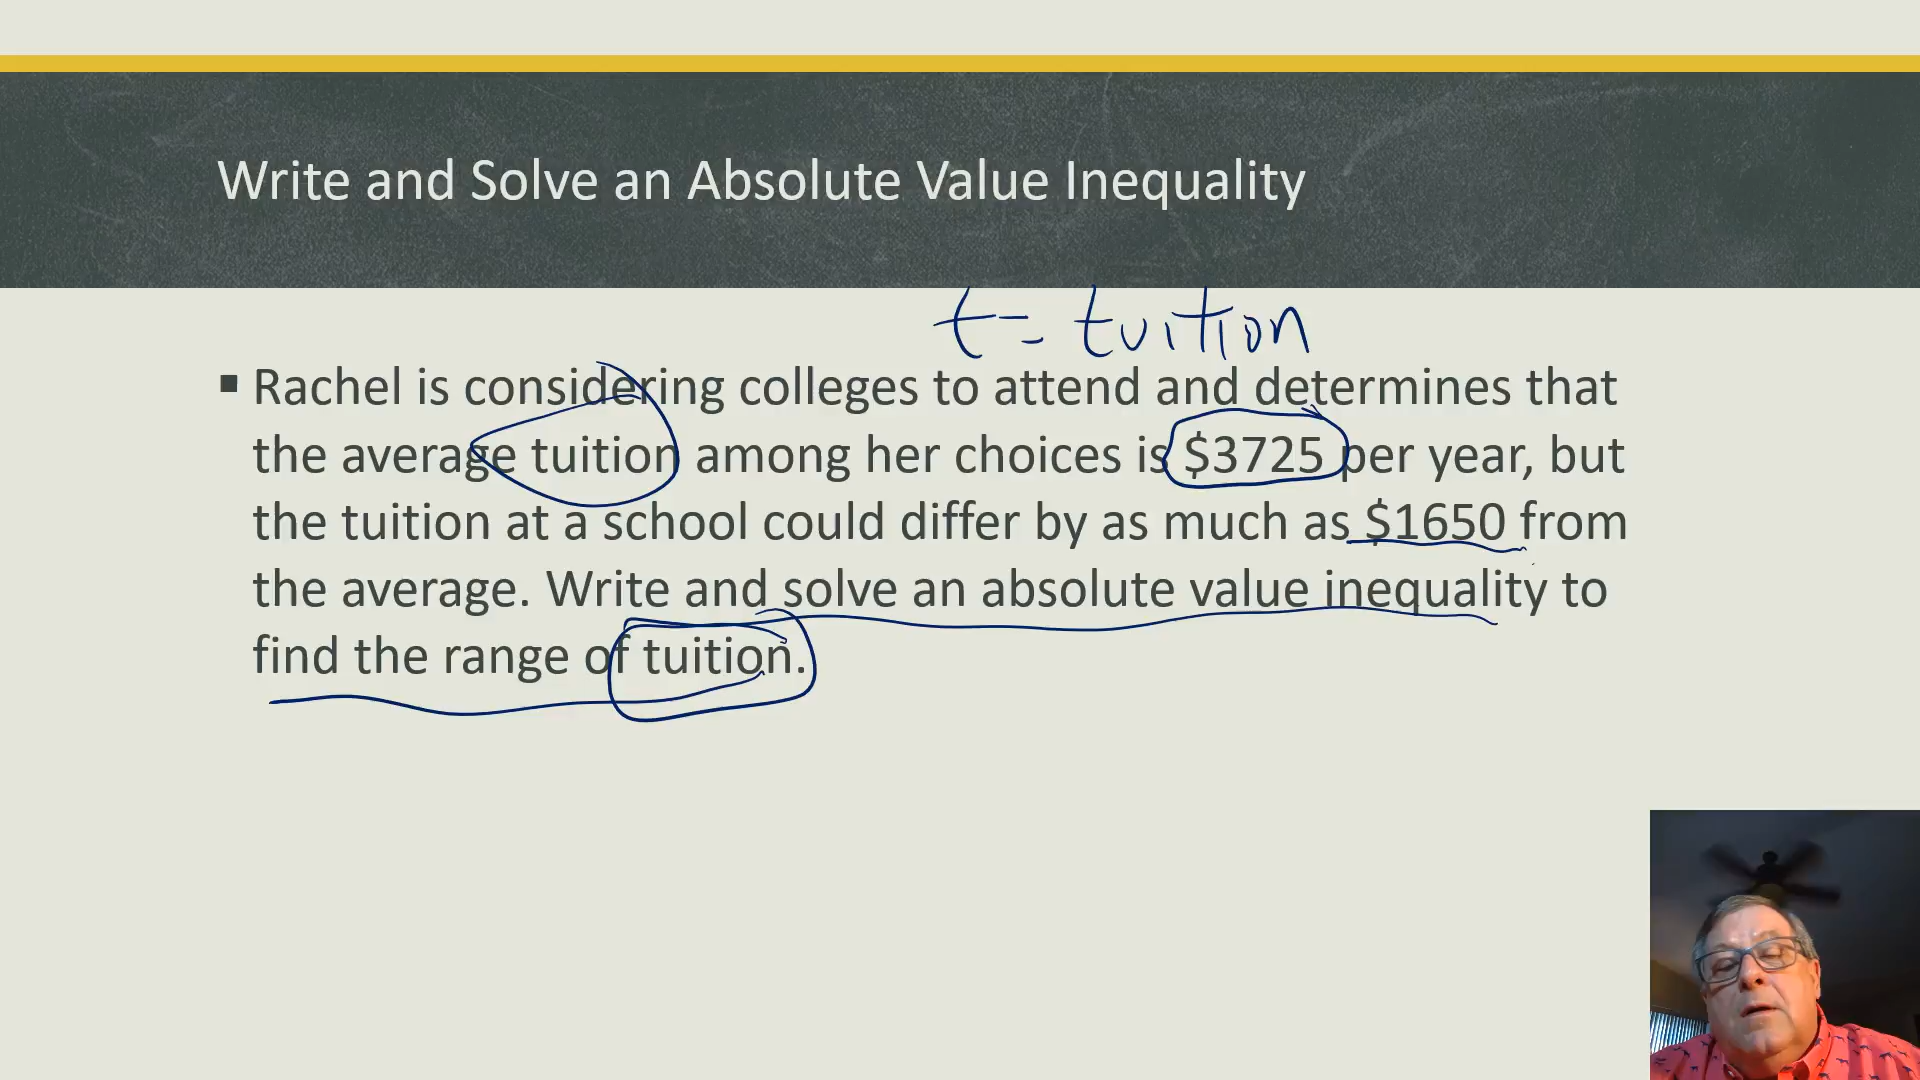 Write and Solve an Absolute Value Inequality
t = tuition
▪ Rachel is considering colleges to attend and determines that
the average tuition among her choices is $3725 per year, but
the tuition at a school could differ by as much as $1650 from
the average. Write and solve an absolute value inequality to
find the range of tuition.